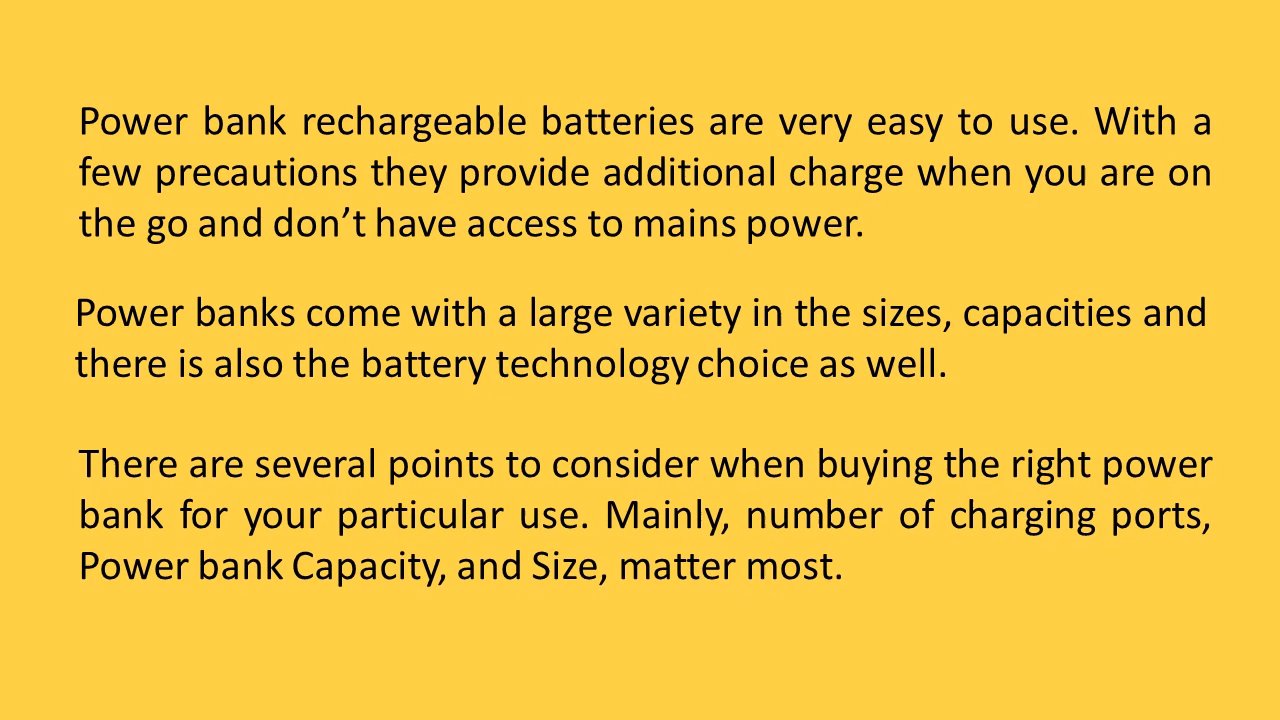 Power bank rechargeable batteries are very easy to use. With a
few precautions they provide additional charge when you are on
the go and don’t have access to mains power.
Power banks come with a large variety in the sizes, capacities and
there is also the battery technology choice as well.
There are several points to consider when buying the right power
bank for your particular use. Mainly, number of charging ports,
Power bank Capacity, and Size, matter most.